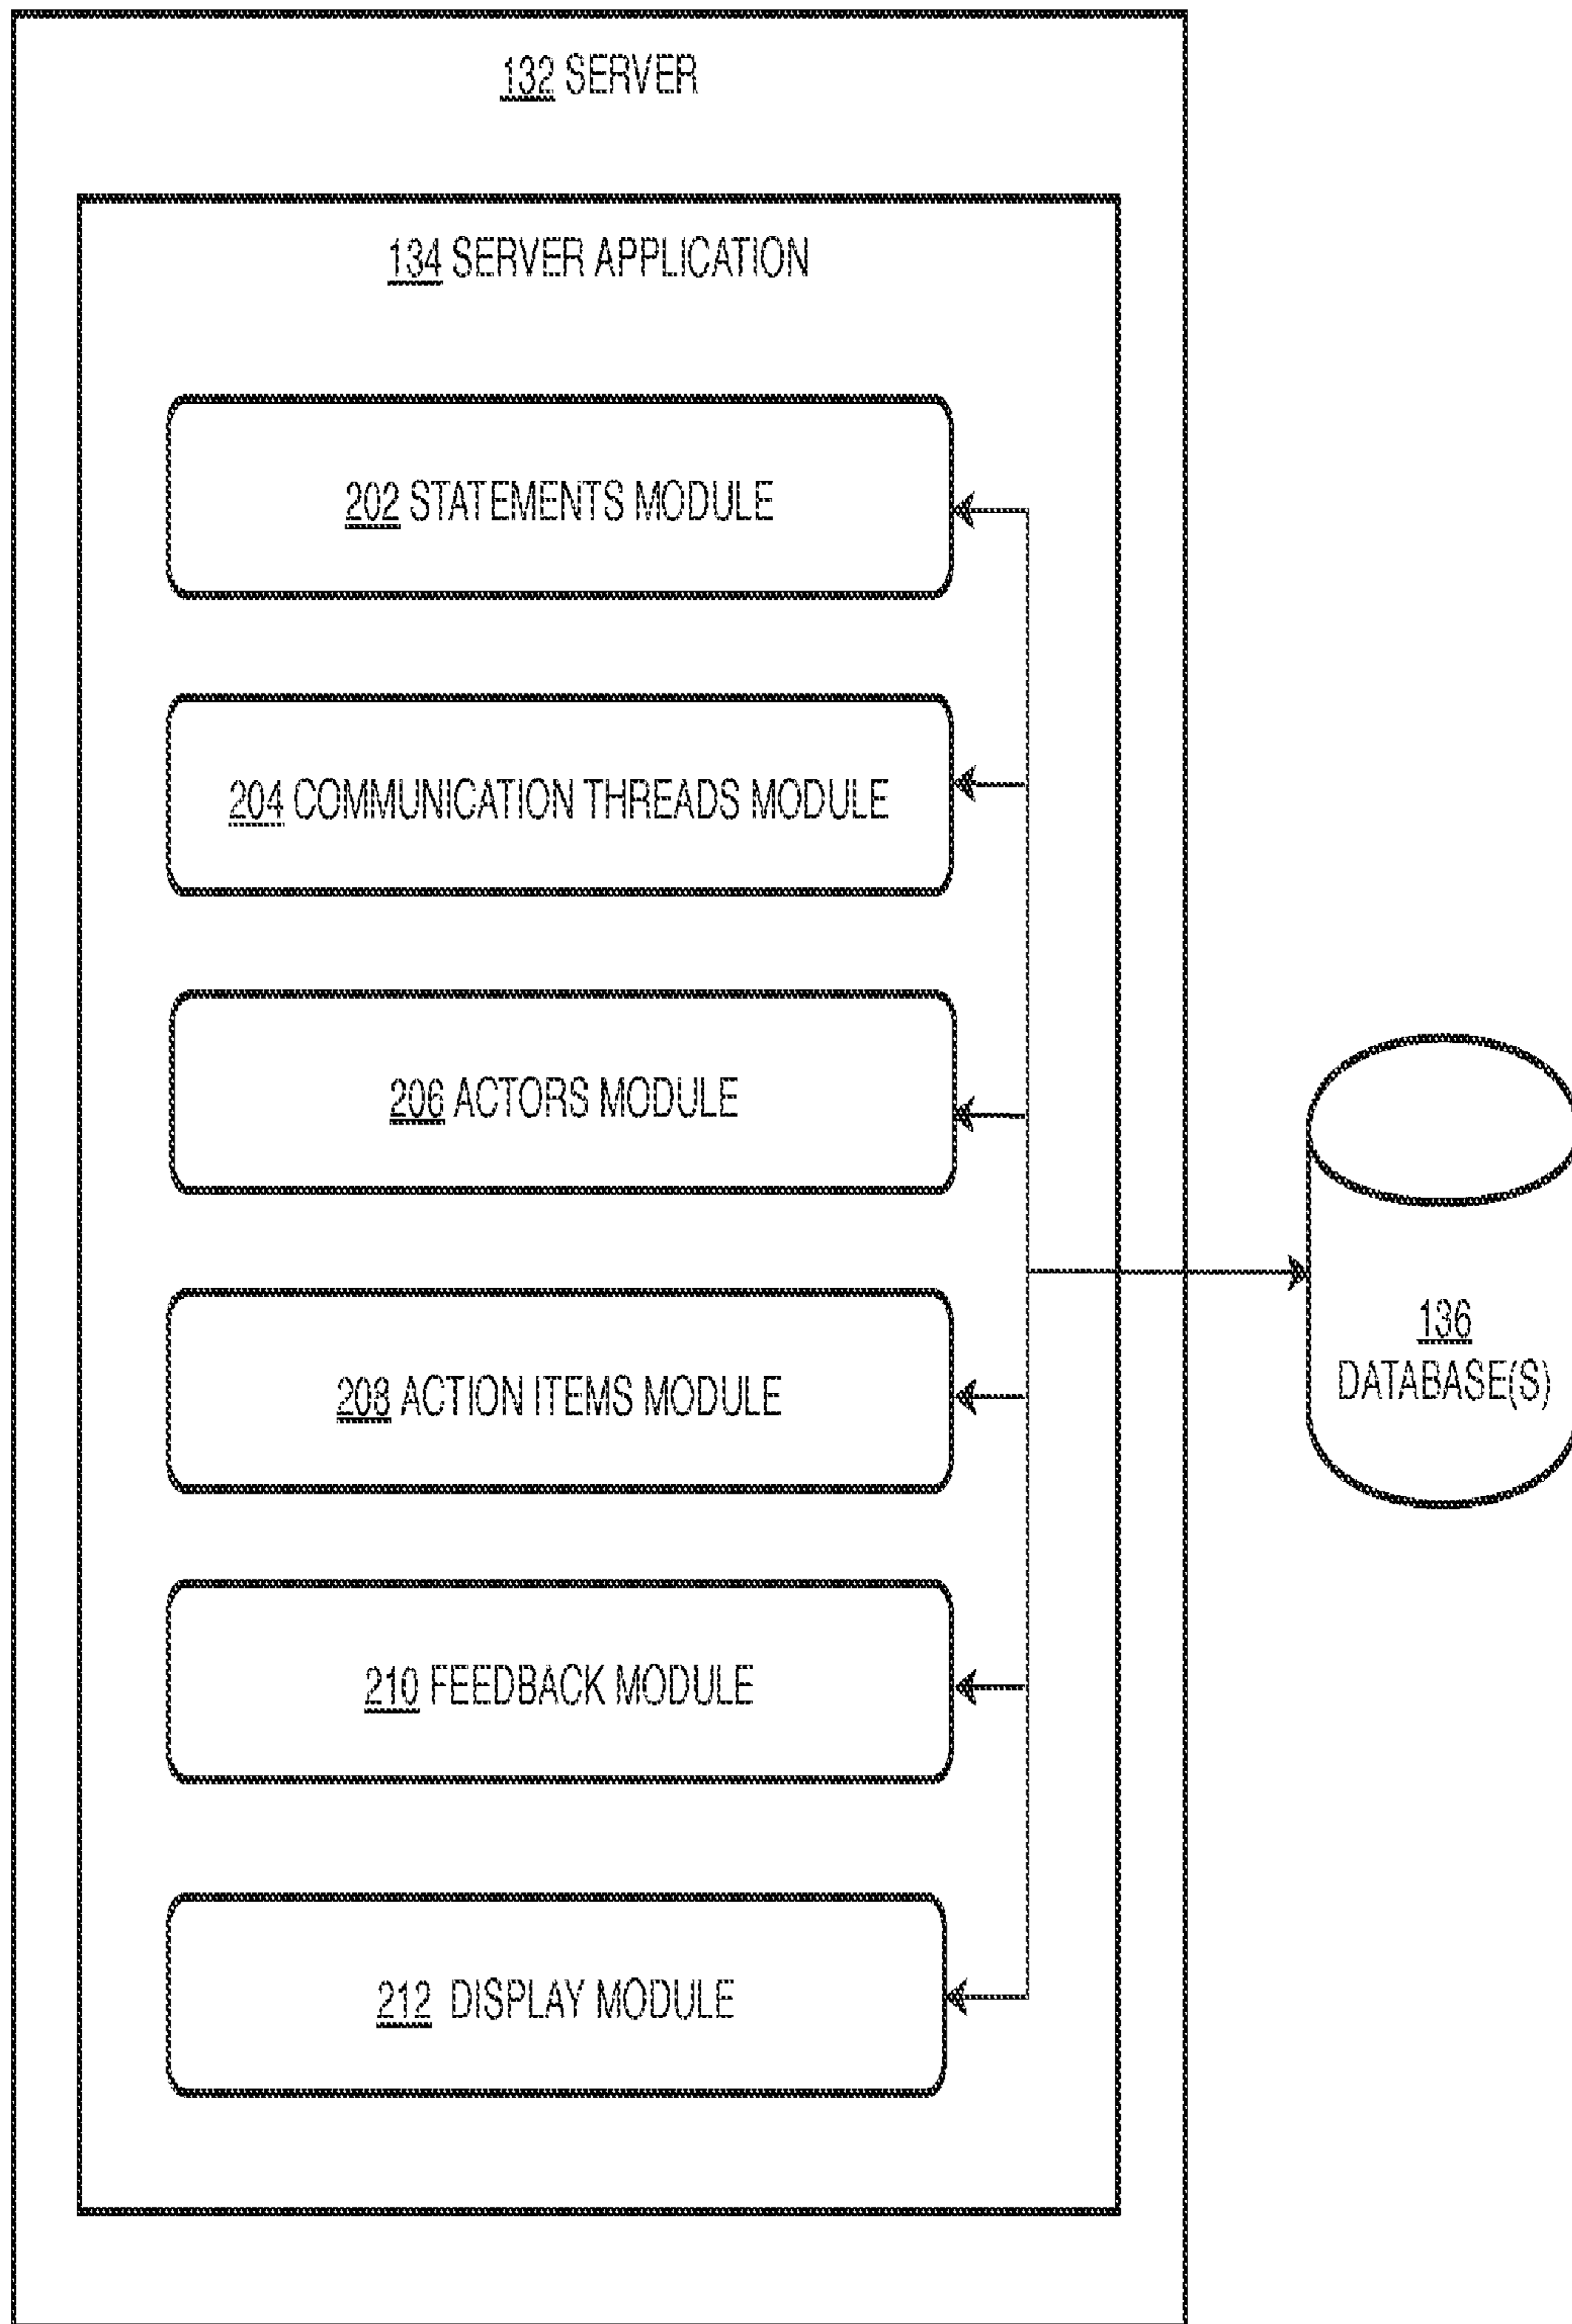 132 SERVER
134 SERVER APPLICATION
202 STATEMENTS MODULE
204 COMMUNICATION THREADS MODULE
206 ACTORS MODULE
208 ACTION ITEMS MODULE
210 FEEDBACK MODULE
212 DISPLAY MODULE
136
DATABASE(S)